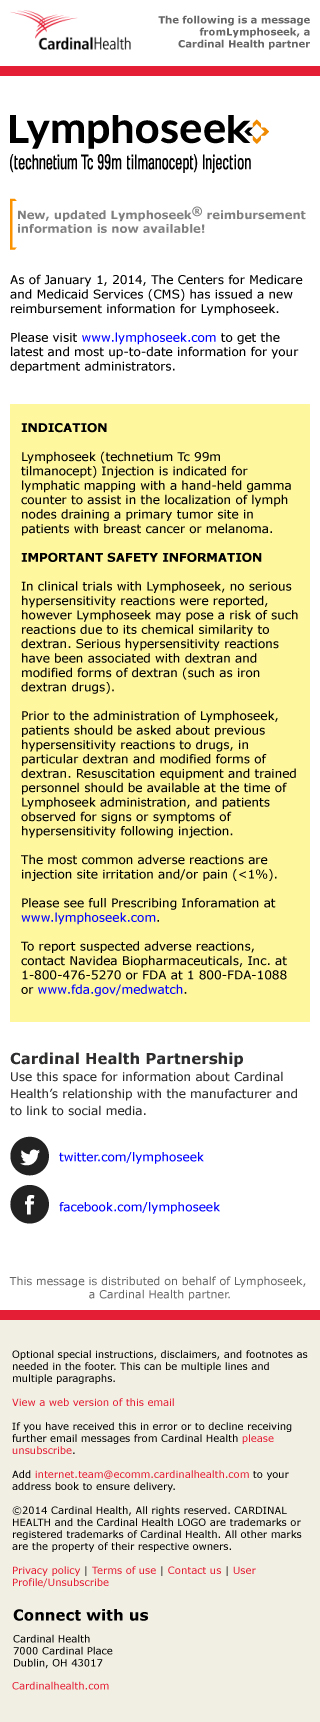 The following is a message
fromLymphoseek, a
Cardinal Health partner
CardinalHealth
Lymphoseek
(technetium Tc 99m tilmanocept) Injection
New, updated Lymphoseek® reimbursement
information is now available!
As of January 1, 2014, The Centers for Medicare
and Medicaid Services (CMS) has issued a new
reimbursement information for Lymphoseek.
Please visit www.lymphoseek.com to get the
latest and most up-to-date information for your
department administrators.
INDICATION
Lymphoseek (technetium Tc 99m
tilmanocept) Injection is indicated for
lymphatic mapping with a hand-held gamma
counter to assist in the localization of lymph
nodes draining a primary tumor site in
patients with breast cancer or melanoma.
IMPORTANT SAFETY INFORMATION
In clinical trials with Lymphoseek, no serious
hypersensitivity reactions were reported,
however Lymphoseek may pose a risk of such
reactions due to its chemical similarity to
dextran. Serious hypersensitivity reactions
have been associated with dextran and
modified forms of dextran (such as iron
dextran drugs).
Prior to the administration of Lymphoseek,
patients should be asked about previous
hypersensitivity reactions to drugs, in
particular dextran and modified forms of
dextran. Resuscitation equipment and trained
personnel should be available at the time of
Lymphoseek administration, and patients
observed for signs or symptoms of
hypersensitivity following injection.
The most common adverse reactions are
injection site irritation and/or pain (<1%).
Please see full Prescribing Inforamation at
www.lymphoseek.com.
To report suspected adverse reactions,
contact Navidea Biopharmaceuticals, Inc. at
1-800-476-5270 or FDA at 1 800-FDA-1088
or www.fda.gov/medwatch.
Cardinal Health Partnership
Use this space for information about Cardinal
Health's relationship with the manufacturer and
to link to social media.
twitter.com/lymphoseek
facebook.com/lymphoseek
This message is distributed on behalf of Lymphoseek,
a Cardinal Health partner.
Optional special instructions, disclaimers, and footnotes as
needed in the footer. This can be multiple lines and
multiple paragraphs.
View a web version of this email
If you have received this in error or to decline receiving
further email messages from Cardinal Health please
unsubscribe.
Add internet.team@ecomm.cardinalhealth.com to your
address book to ensure delivery.
©2014 Cardinal Health, All rights reserved. CARDINAL
HEALTH and the Cardinal Health LOGO are trademarks or
registered trademarks of Cardinal Health. All other marks
are the property of their respective owners.
Privacy policy | Terms of use | Contact us | User
Profile/Unsubscribe
Connect with us
Cardinal Health
7000 Cardinal Place
Dublin, OH 43017
Cardinalhealth.com